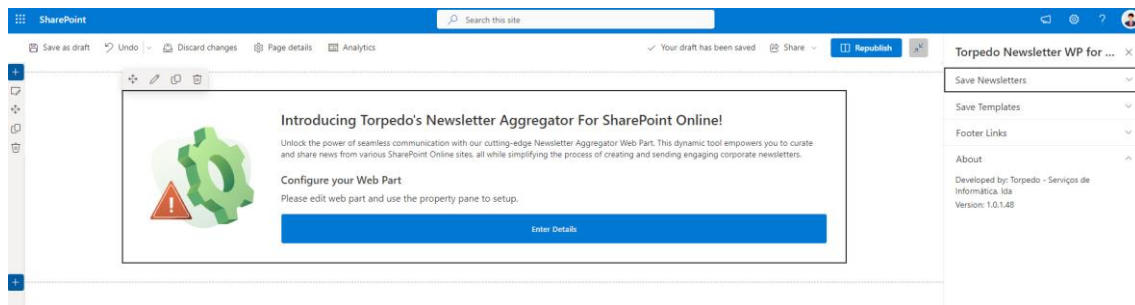 SharePoint
Search this site
Save as draft Undo Discard changes Page details Analytics
Your draft has been saved Share Republish
Introducing Torpedo's Newsletter Aggregator For SharePoint Online!
Unlock the power of seamless communication with our cutting-edge Newsletter Aggregator Web Part. This dynamic tool empowers you to curate
and share news from various SharePoint Online sites, all while simplifying the process of creating and sending engaging corporate newsletters.
Configure your Web Part
Please edit web part and use the property pane to setup.
Enter Details
Torpedo Newsletter WP for ...
Save Newsletters
Save Templates
Footer Links
About
Developed by: Torpedo - Serviços de
Informática. lda
Version: 1.0.1.48